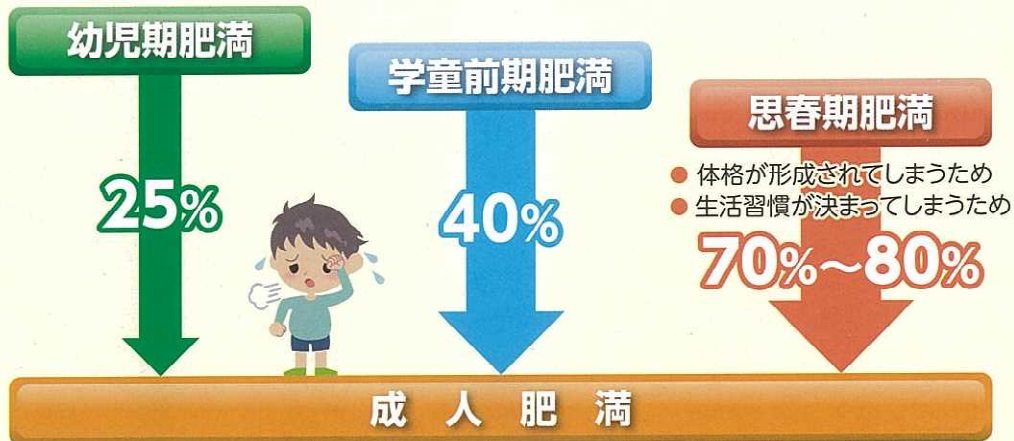 幼児期肥満
25%
学童前期肥満
40%
思春期肥満
● 体格が形成されてしまうため
● 生活習慣が決まってしまうため
70%～80%
成人肥満